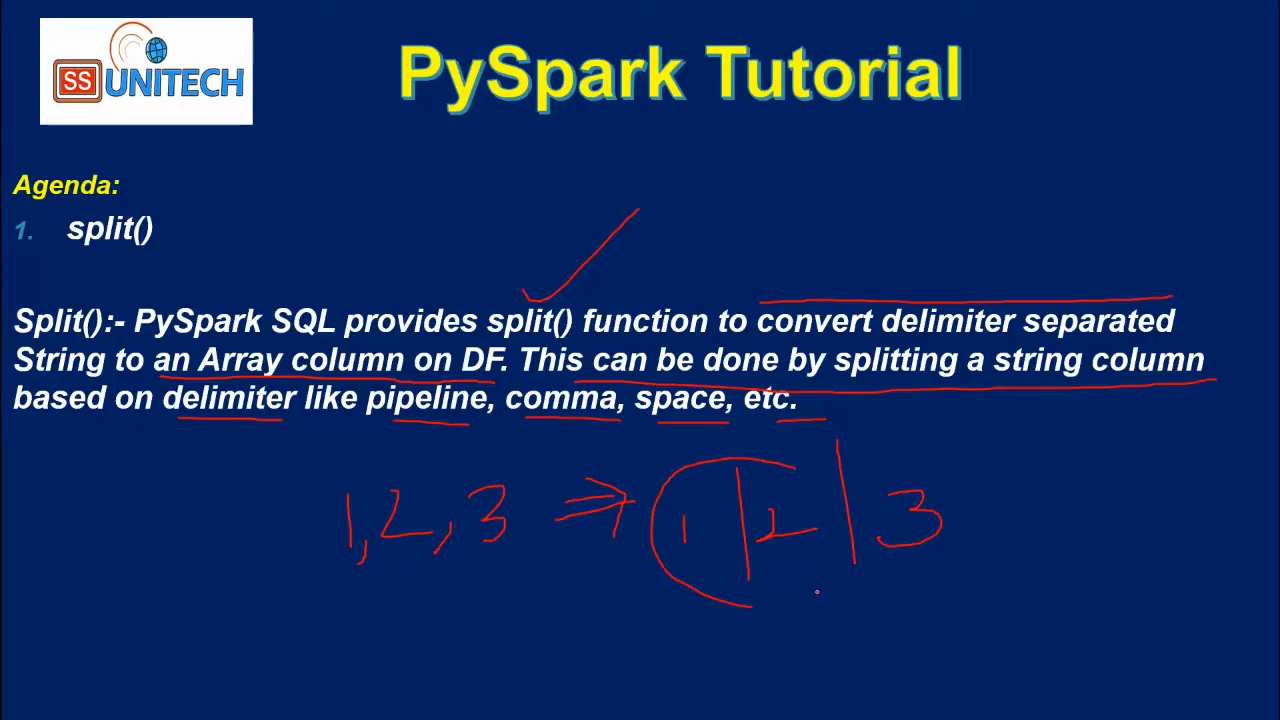 SS UNITECH
PySpark Tutorial
Agenda:
1. split()
Split():- PySpark SQL provides split() function to convert delimiter separated
String to an Array column on DF. This can be done by splitting a string column
based on delimiter like pipeline, comma, space, etc.
1,2,3 ⇒ 1|2|3